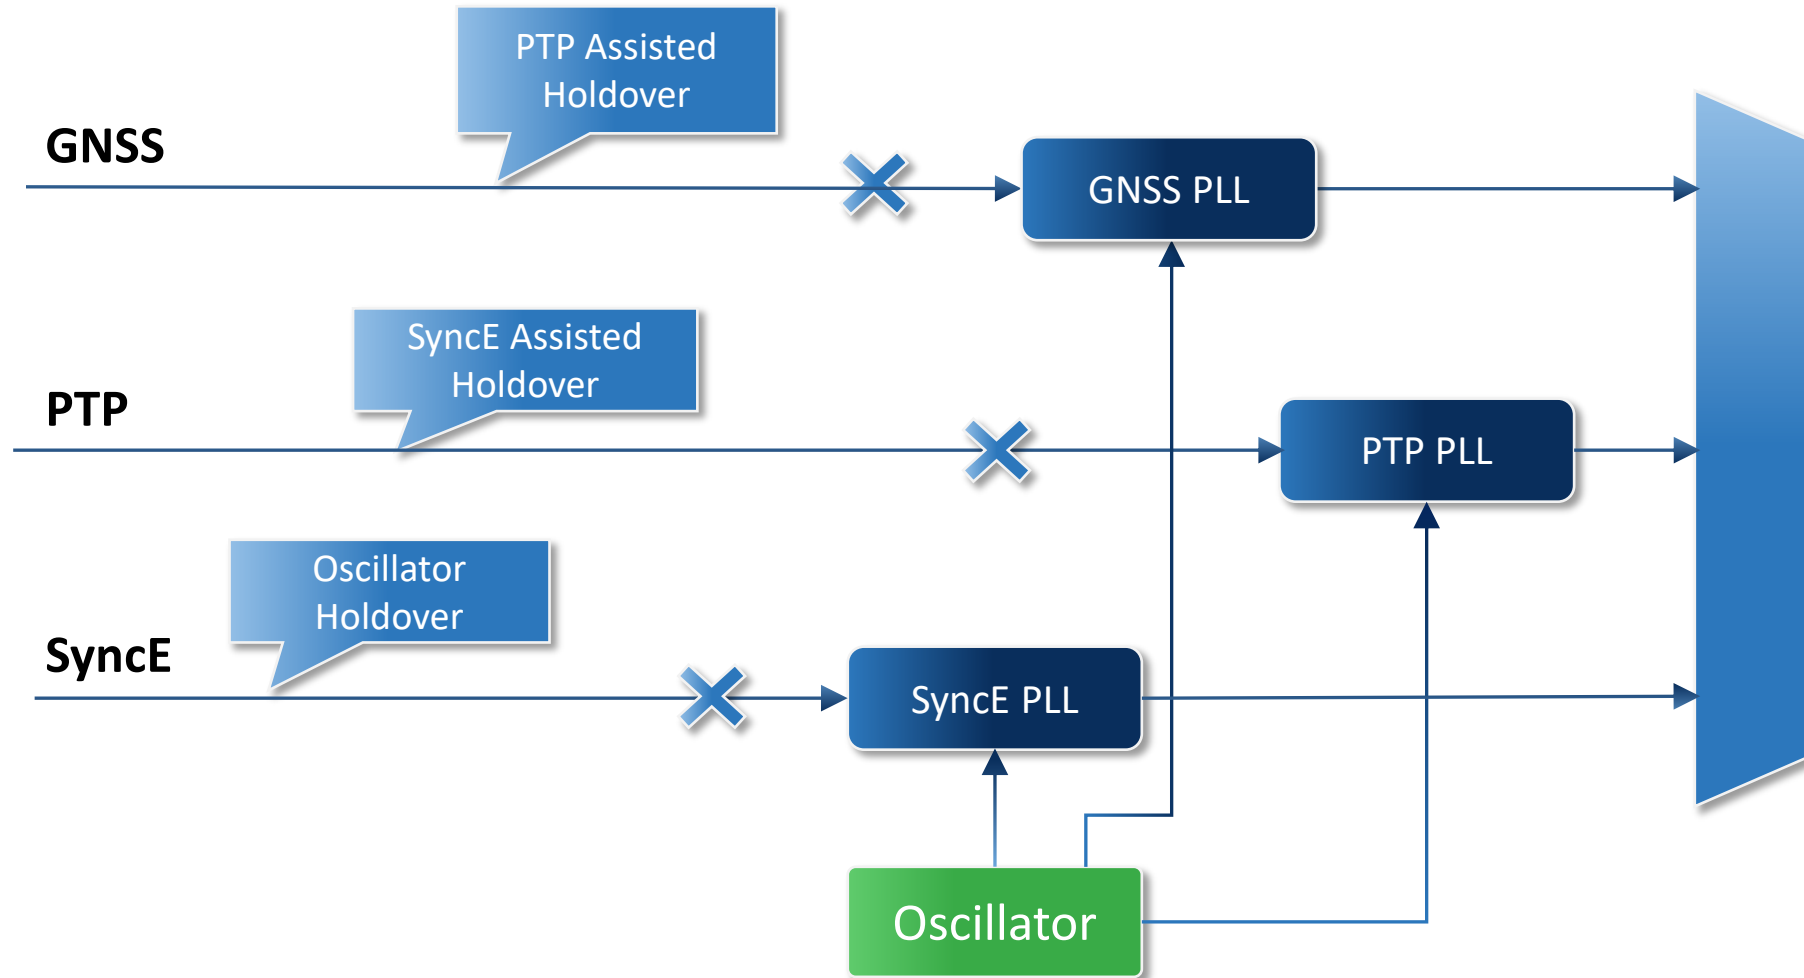 PTP Assisted
Holdover
GNSS
GNSS PLL
SyncE Assisted
Holdover
PTP
PTP PLL
Oscillator
Holdover
SyncE
SyncE PLL
Oscillator